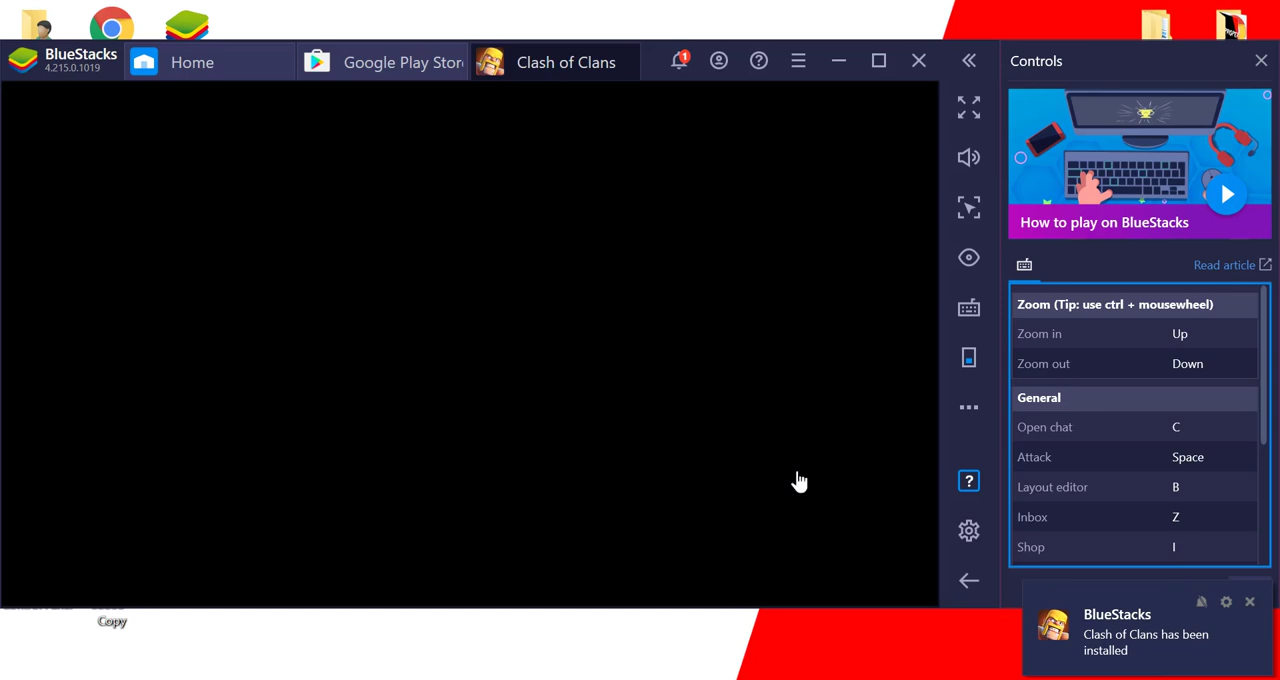 BlueStacks
4.215.0.1019
Home
Google Play Stor
Clash of Clans
1
Controls
How to play on BlueStacks
Read article
Zoom (Tip: use ctrl + mousewheel)
Zoom in Up
Zoom out Down
General
Open chat C
Attack Space
Layout editor B
Inbox Z
Shop I
?
BlueStacks
Clash of Clans has been
installed
Copy